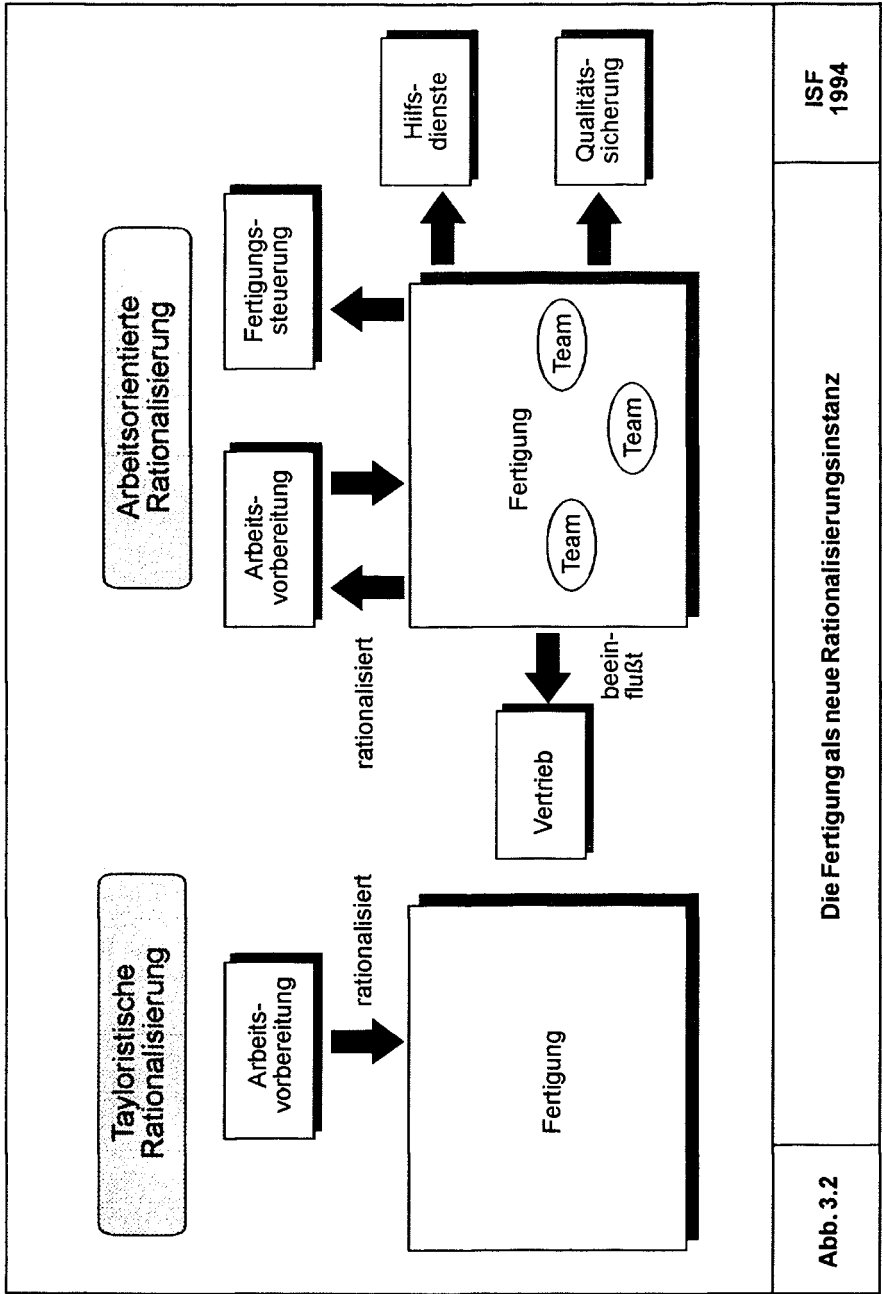 Tayloristische
Rationalisierung
Arbeits-
vorbereitung
rationalisiert
Fertigung
Arbeitsorientierte
Rationalisierung
Arbeits-
vorbereitung
Fertigungs-
steuerung
rationalisiert
Hilfs-
dienste
Qualitäts-
sicherung
Vertrieb
beein-
flußt
Fertigung
Team
Team
Team
Abb. 3.2
Die Fertigung als neue Rationalisierungsinstanz
ISF
1994